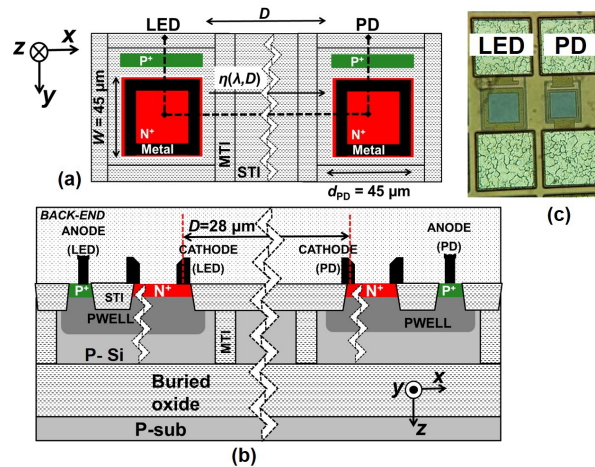 LED
D
PD
z
x
y
P⁺
P⁺
η(λ,D)
W = 45 µm
N⁺
Metal
N⁺
Metal
MTI
STI
d_PD = 45 µm
(a)
LED
PD
(c)
BACK-END
ANODE
(LED)
D=28 µm
CATHODE
(LED)
CATHODE
(PD)
ANODE
(PD)
P⁺
STI
N⁺
N⁺
P⁺
PWELL
PWELL
P- Si
MTI
Buried
oxide
y
x
z
P-sub
(b)